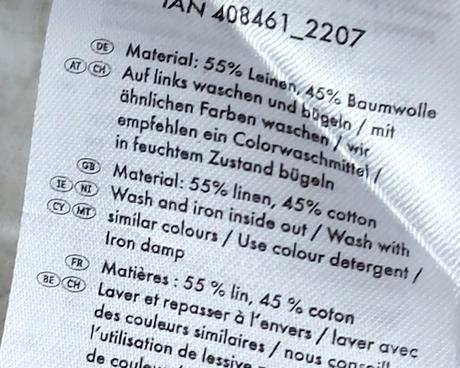 IAN 408461_2207
DE Material: 55% Leinen, 45% Baumwolle
AT CH Auf links waschen und bügeln / mit
ähnlichen Farben waschen / wir
empfehlen ein Colorwaschmittel /
in feuchtem Zustand bügeln
GB Material: 55% linen, 45% cotton
IE NI Wash and iron inside out / Wash with
CY MT similar colours / Use colour detergent /
Iron damp
FR Matières : 55 % lin, 45 % coton
BE CH Laver et repasser à l'envers / laver avec
des couleurs similaires / nous
l'utilisation de lessive
de